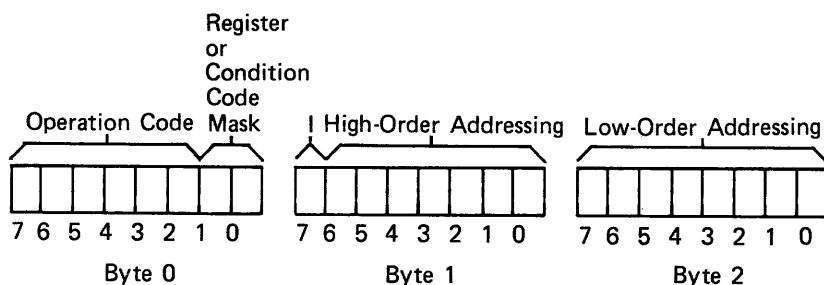 Register
or
Condition
Code
Operation Code Mask I High-Order Addressing Low-Order Addressing
7 6 5 4 3 2 1 0 7 6 5 4 3 2 1 0 7 6 5 4 3 2 1 0
Byte 0 Byte 1 Byte 2